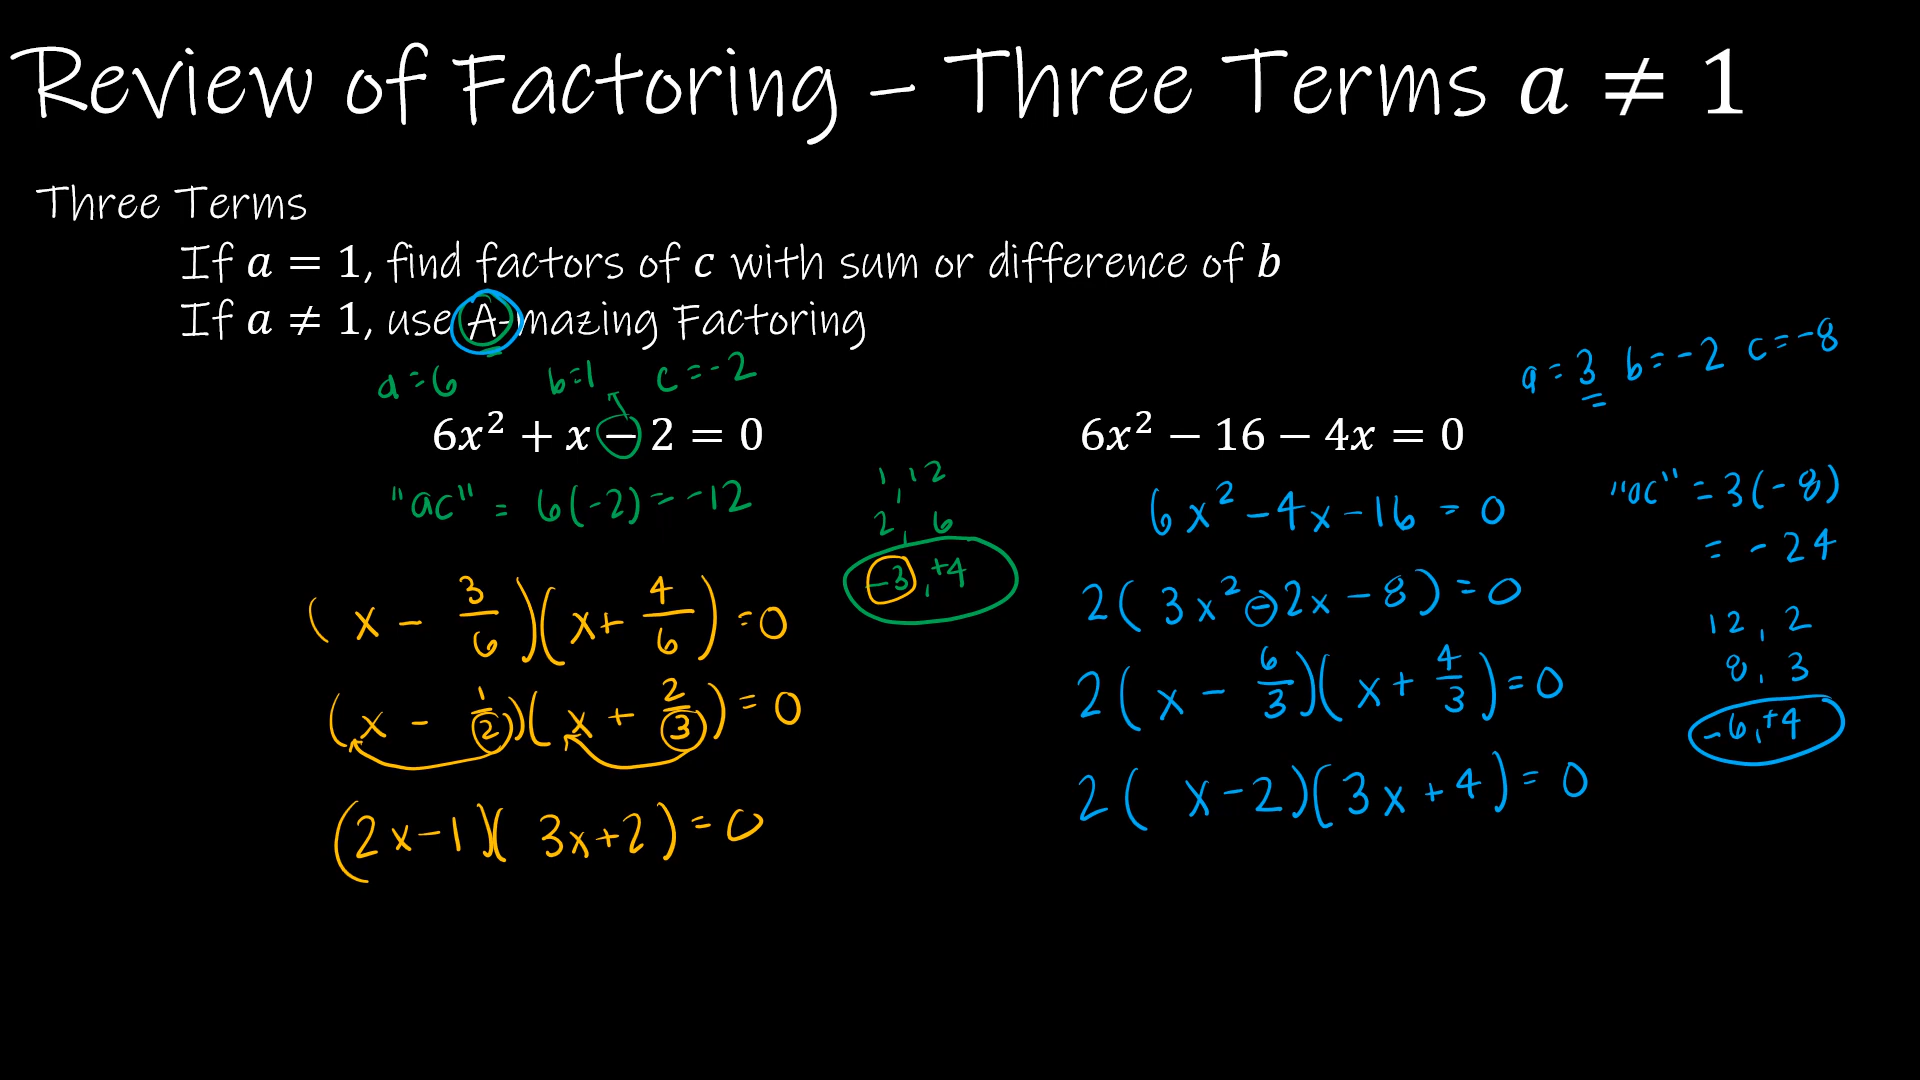 Review of Factoring – Three Terms a ≠ 1
Three Terms
If a = 1, find factors of c with sum or difference of b
If a ≠ 1, use A-mazing Factoring
a = 6 b = 1 c = -2
6x² + x − 2 = 0
"ac" = 6(-2) = -12
1, 12
2, 6
-3, +4
(x - 3/6)(x + 4/6) = 0
(x - 1/2)(x + 2/3) = 0
(2x-1)(3x+2) = 0
a = 3 b = -2 c = -8
6x² − 16 − 4x = 0
6x² - 4x - 16 = 0
"ac" = 3(-8)
= -24
12, 2
8, 3
-6, +4
2(3x² - 2x - 8) = 0
2(x - 6/3)(x + 4/3) = 0
2(x-2)(3x+4) = 0